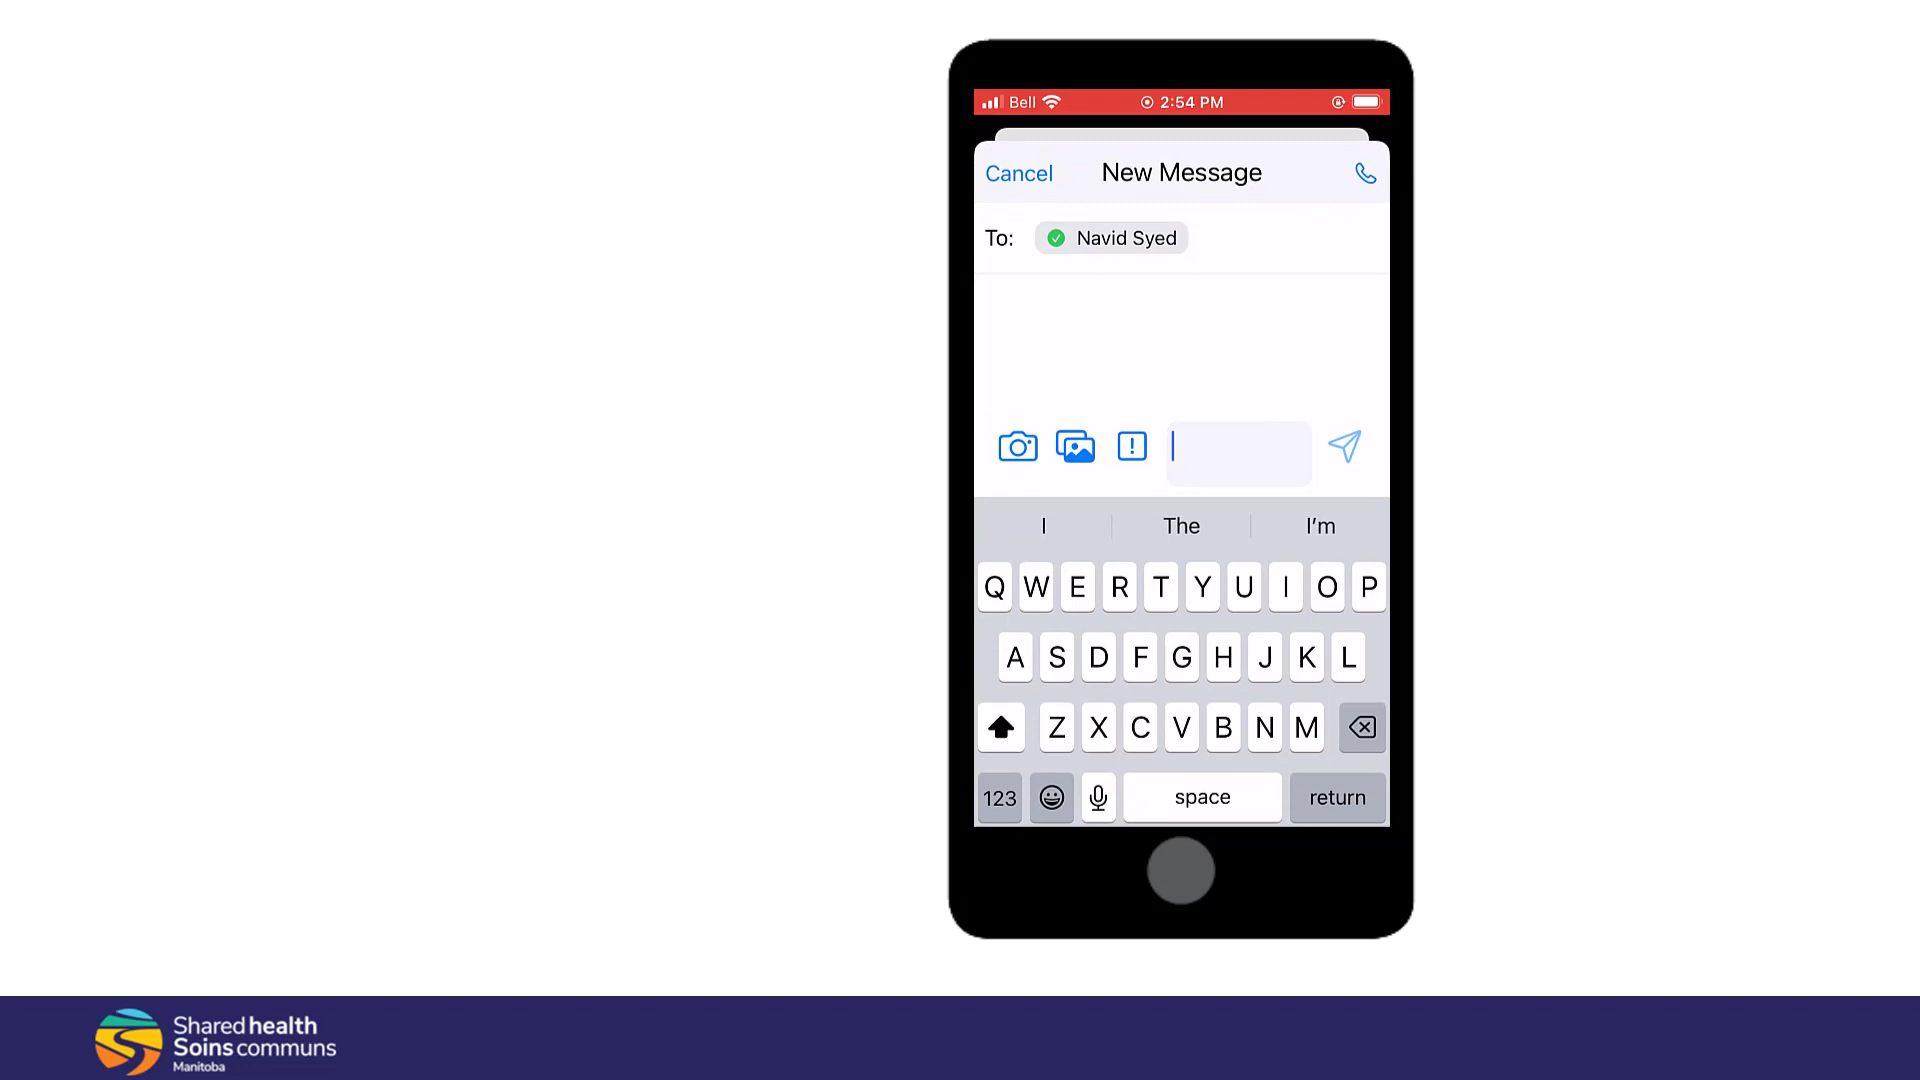 Bell 2:54 PM
Cancel New Message
To: Navid Syed
I The I’m
Q W E R T Y U I O P
A S D F G H J K L
Z X C V B N M
123 space return
Shared health
Soins communs
Manitoba